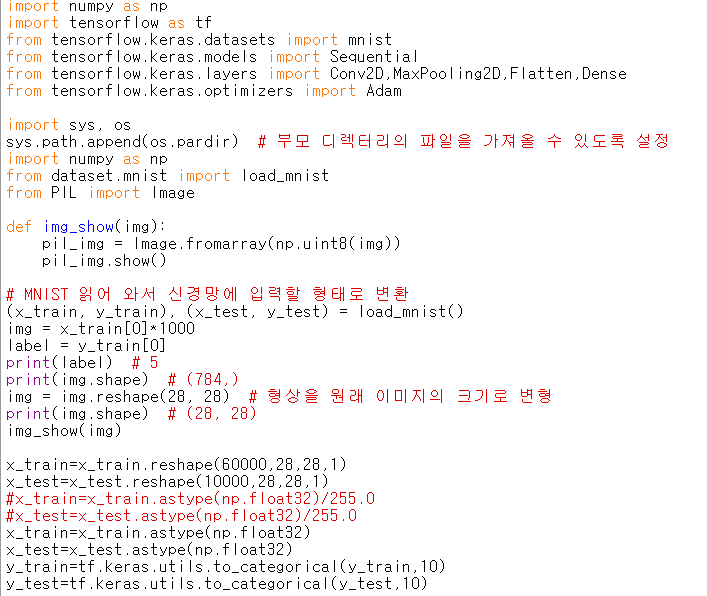 import numpy as np
import tensorflow as tf
from tensorflow.keras.datasets import mnist
from tensorflow.keras.models import Sequential
from tensorflow.keras.layers import Conv2D,MaxPooling2D,Flatten,Dense
from tensorflow.keras.optimizers import Adam
import sys, os
sys.path.append(os.pardir)  # 부모 디렉터리의 파일을 가져올 수 있도록 설정
import numpy as np
from dataset.mnist import load_mnist
from PIL import Image
def img_show(img):
    pil_img = Image.fromarray(np.uint8(img))
    pil_img.show()
# MNIST 읽어 와서 신경망에 입력할 형태로 변환
(x_train, y_train), (x_test, y_test) = load_mnist()
img = x_train[0]*1000
label = y_train[0]
print(label)  # 5
print(img.shape)  # (784,)
img = img.reshape(28, 28)  # 형상을 원래 이미지의 크기로 변형
print(img.shape)  # (28, 28)
img_show(img)
x_train=x_train.reshape(60000,28,28,1)
x_test=x_test.reshape(10000,28,28,1)
#x_train=x_train.astype(np.float32)/255.0
#x_test=x_test.astype(np.float32)/255.0
x_train=x_train.astype(np.float32)
x_test=x_test.astype(np.float32)
y_train=tf.keras.utils.to_categorical(y_train,10)
y_test=tf.keras.utils.to_categorical(y_test,10)